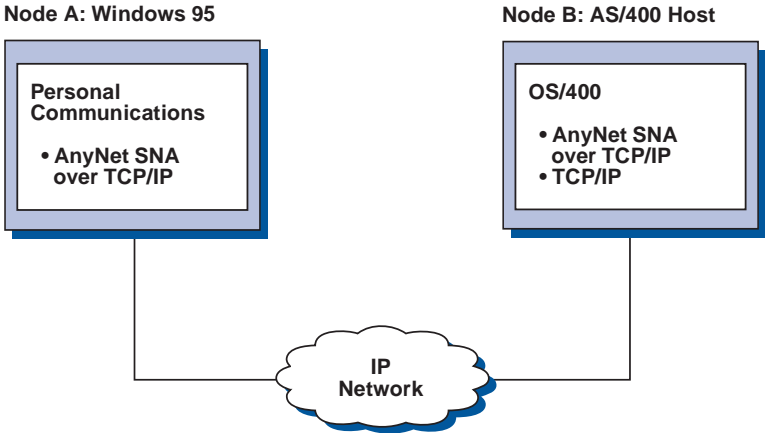 Node A: Windows 95
Personal
Communications
• AnyNet SNA
over TCP/IP
Node B: AS/400 Host
OS/400
• AnyNet SNA
over TCP/IP
• TCP/IP
IP
Network